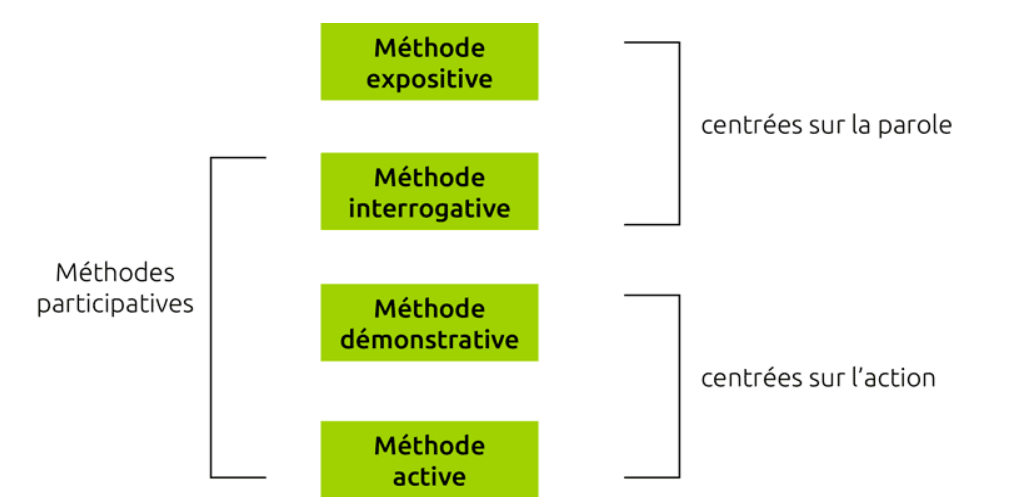 Méthode
expositive
centrées sur la parole
Méthode
interrogative
Méthodes
participatives
Méthode
démonstrative
centrées sur l’action
Méthode
active